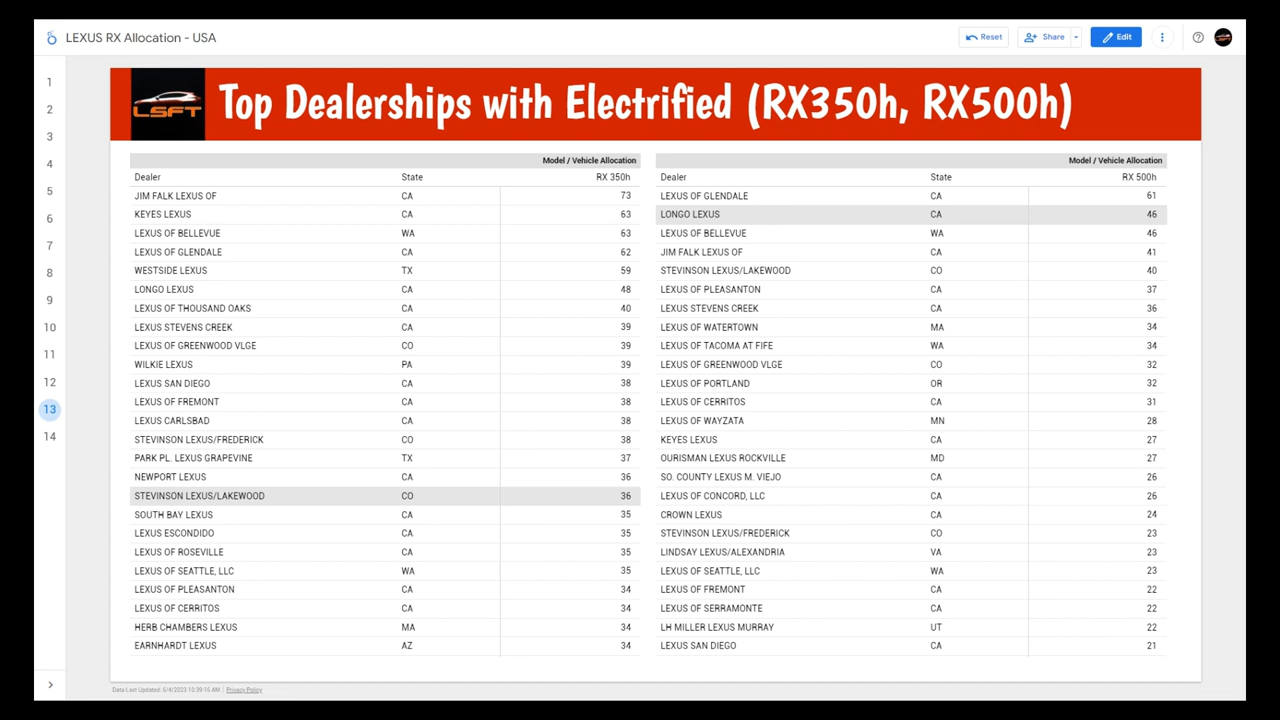 LEXUS RX Allocation - USA
Reset
Share
Edit
1
2
3
4
5
6
7
8
9
10
11
12
13
14
LSFT
Top Dealerships with Electrified (RX350h, RX500h)
Model / Vehicle Allocation
Dealer State RX 350h
JIM FALK LEXUS OF CA 73
KEYES LEXUS CA 63
LEXUS OF BELLEVUE WA 63
LEXUS OF GLENDALE CA 62
WESTSIDE LEXUS TX 59
LONGO LEXUS CA 48
LEXUS OF THOUSAND OAKS CA 40
LEXUS STEVENS CREEK CA 39
LEXUS OF GREENWOOD VLGE CO 39
WILKIE LEXUS PA 39
LEXUS SAN DIEGO CA 38
LEXUS OF FREMONT CA 38
LEXUS CARLSBAD CA 38
STEVINSON LEXUS/FREDERICK CO 38
PARK PL. LEXUS GRAPEVINE TX 37
NEWPORT LEXUS CA 36
STEVINSON LEXUS/LAKEWOOD CO 36
SOUTH BAY LEXUS CA 35
LEXUS ESCONDIDO CA 35
LEXUS OF ROSEVILLE CA 35
LEXUS OF SEATTLE, LLC WA 35
LEXUS OF PLEASANTON CA 34
LEXUS OF CERRITOS CA 34
HERB CHAMBERS LEXUS MA 34
EARNHARDT LEXUS AZ 34
Model / Vehicle Allocation
Dealer State RX 500h
LEXUS OF GLENDALE CA 61
LONGO LEXUS CA 46
LEXUS OF BELLEVUE WA 46
JIM FALK LEXUS OF CA 41
STEVINSON LEXUS/LAKEWOOD CO 40
LEXUS OF PLEASANTON CA 37
LEXUS STEVENS CREEK CA 36
LEXUS OF WATERTOWN MA 34
LEXUS OF TACOMA AT FIFE WA 34
LEXUS OF GREENWOOD VLGE CO 32
LEXUS OF PORTLAND OR 32
LEXUS OF CERRITOS CA 31
LEXUS OF WAYZATA MN 28
KEYES LEXUS CA 27
OURISMAN LEXUS ROCKVILLE MD 27
SO. COUNTY LEXUS M. VIEJO CA 26
LEXUS OF CONCORD, LLC CA 26
CROWN LEXUS CA 24
STEVINSON LEXUS/FREDERICK CO 23
LINDSAY LEXUS/ALEXANDRIA VA 23
LEXUS OF SEATTLE, LLC WA 23
LEXUS OF FREMONT CA 22
LEXUS OF SERRAMONTE CA 22
LH MILLER LEXUS MURRAY UT 22
LEXUS SAN DIEGO CA 21
Data Last Updated: 6/4/2023 10:39:16 AM Privacy Policy